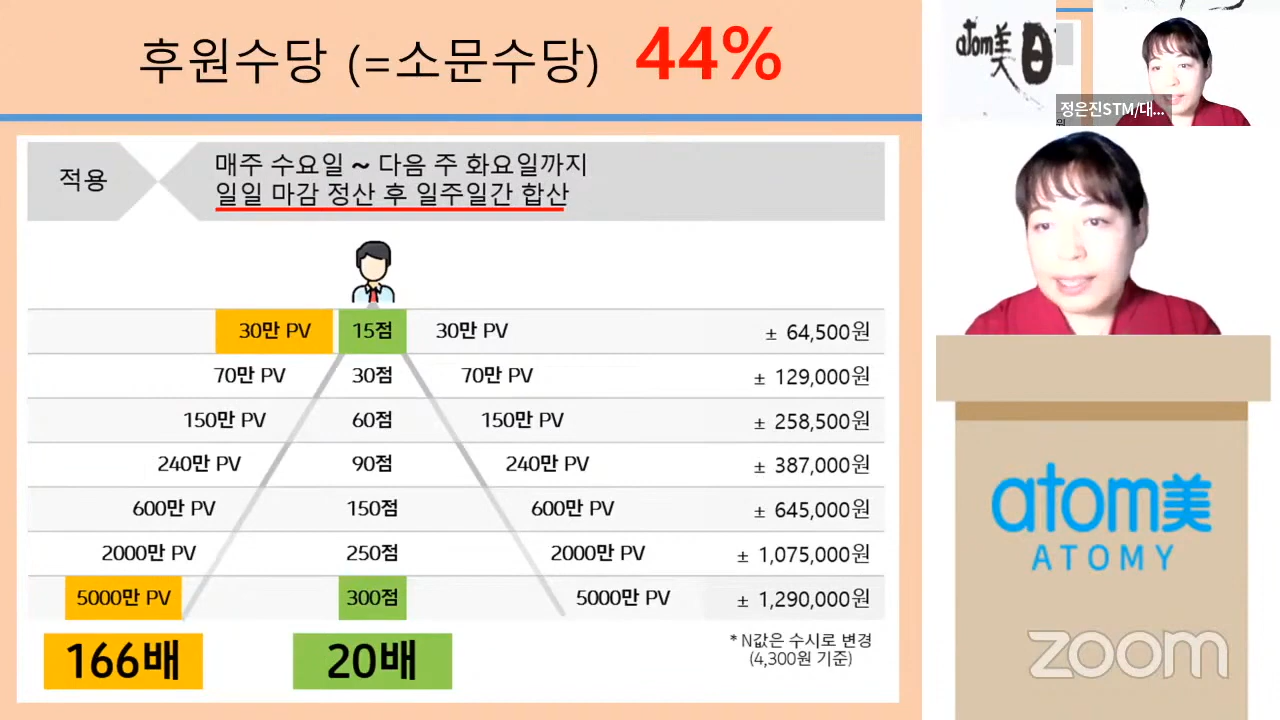 후원수당 (=소문수당) 44%
적용
매주 수요일 ~ 다음 주 화요일까지
일일 마감 정산 후 일주일간 합산
30만 PV 15점 30만 PV ± 64,500원
70만 PV 30점 70만 PV ± 129,000원
150만 PV 60점 150만 PV ± 258,500원
240만 PV 90점 240만 PV ± 387,000원
600만 PV 150점 600만 PV ± 645,000원
2000만 PV 250점 2000만 PV ± 1,075,000원
5000만 PV 300점 5000만 PV ± 1,290,000원
166배 20배
* N값은 수시로 변경
(4,300원 기준)
atom美
정은진STM/대...
원
atom美
ATOMY
zoom